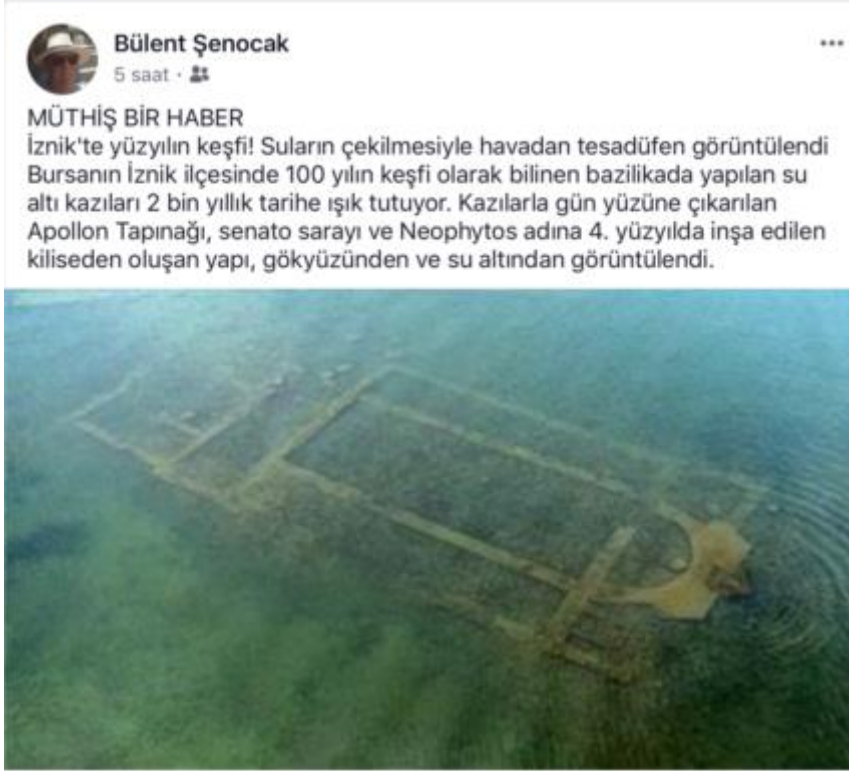 Bülent Şenocak
5 saat ·
MÜTHİŞ BİR HABER
İznik'te yüzyılın keşfi! Suların çekilmesiyle havadan tesadüfen görüntülendi
Bursanın İznik ilçesinde 100 yılın keşfi olarak bilinen bazilikada yapılan su
altı kazıları 2 bin yıllık tarihe ışık tutuyor. Kazılarla gün yüzüne çıkarılan
Apollon Tapınağı, senato sarayı ve Neophytos adına 4. yüzyılda inşa edilen
kiliseden oluşan yapı, gökyüzünden ve su altından görüntülendi.